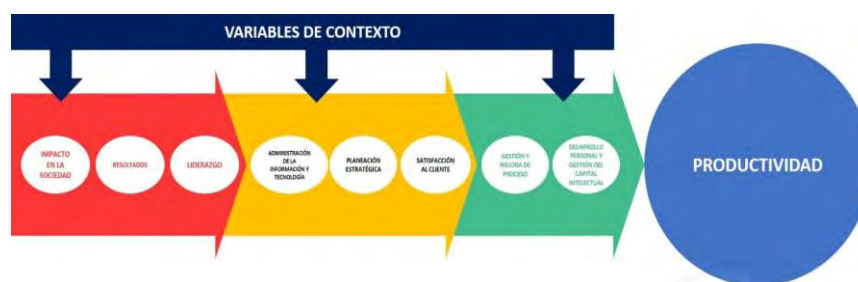 VARIABLES DE CONTEXTO
IMPACTO
EN LA
SOCIEDAD
RESULTADOS
LIDERAZGO
ADMINISTRACIÓN
DE LA
INFORMACIÓN Y
TECNOLOGÍA
PLANEACIÓN
ESTRATÉGICA
SATISFACCIÓN
AL CLIENTE
GESTIÓN Y
MEJORA DE
PROCESO
DESARROLLO
PERSONAL Y
GESTIÓN DEL
CAPITAL
INTELECTUAL
PRODUCTIVIDAD